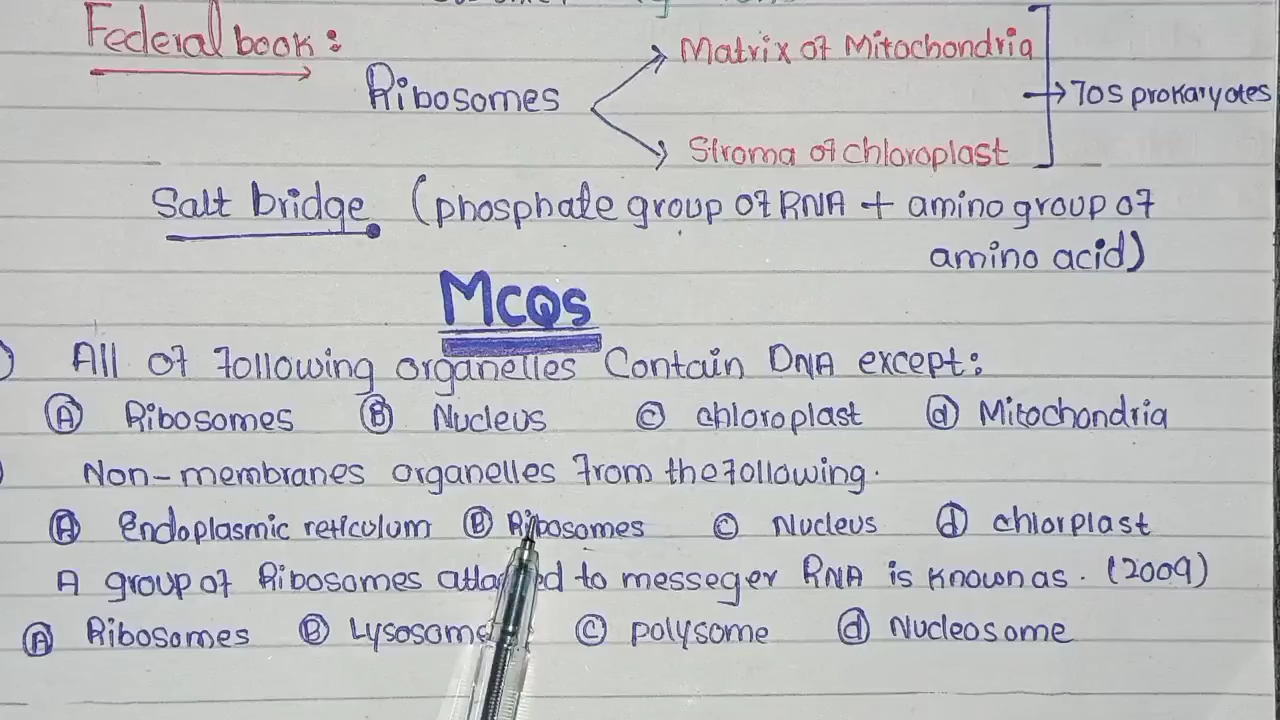 Federal book:
Ribosomes
Matrix of Mitochondria
Stroma of chloroplast
70s prokaryotes
Salt bridge (phosphate group of RNA + amino group of
amino acid)
MCQS
All of following organelles Contain DNA except:
A Ribosomes B Nucleus C chloroplast d Mitochondria
Non-membranes organelles from the following.
A Endoplasmic reticulum B Ribosomes C Nucleus d chlorplast
A group of Ribosomes to messeger RNA is known as. (2009)
A Ribosomes B C polysome d Nucleosome